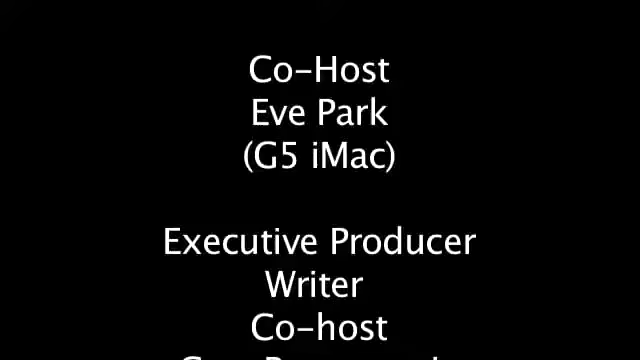 Co-Host
Eve Park
(G5 iMac)
Executive Producer
Writer
Co-host